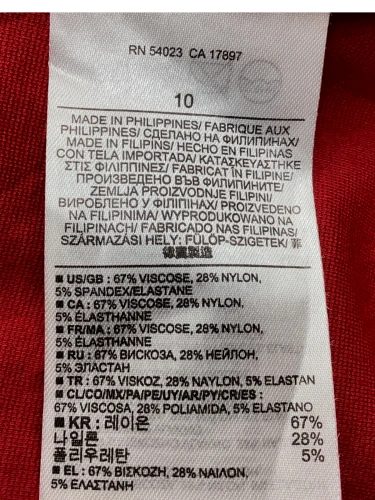 RN 54023 CA 17897
10
MADE IN PHILIPPINES/ FABRIQUE AUX
PHILIPPINES/ СДЕЛАНО НА ФИЛИПИНАХ/
MADE IN FILIPINS/ HECHO EN FILIPINAS
CON TELA IMPORTADA/ ΚΑΤΑΣΚΕΥΑΣΤΗΚΕ
ΣΤΙΣ ΦΙΛΙΠΠΙΝΕΣ/ FABRICAT ÎN FILIPINE/
ПРОИЗВЕДЕНО ВЪВ ФИЛИПИНИТЕ/
ZEMLJA PROIZVODNJE FILIPINI/
ВИРОБЛЕНО У ФІЛІПІНАХ/ PROIZVEDENO
NA FILIPINIMA/ WYPRODUKOWANO NA
FILIPINACH/ FABRICADO NAS FILIPINAS/
SZÁRMAZÁSI HELY: FÜLÖP-SZIGETEK/ 菲
律賓製造
■ US/GB : 67% VISCOSE, 28% NYLON,
5% SPANDEX/ELASTANE
■ CA : 67% VISCOSE, 28% NYLON,
5% ÉLASTHANNE
■ FR/MA : 67% VISCOSE, 28% NYLON,
5% ÉLASTHANNE
■ RU : 67% ВИСКОЗА, 28% НЕЙЛОН,
5% ЭЛАСТАН
■ TR : 67% VISKOZ, 28% NAYLON, 5% ELASTAN
■ CL/CO/MX/PA/PE/UY/AR/PY/CR/ES :
67% VISCOSA, 28% POLIAMIDA, 5% ELASTANO
■ KR : 레이온 67%
나일론 28%
폴리우레탄 5%
■ EL : 67% ΒΙΣΚΟΖΗ, 28% ΝΑΙΛΟΝ,
5% ΕΛΑΣΤΑΝΗ